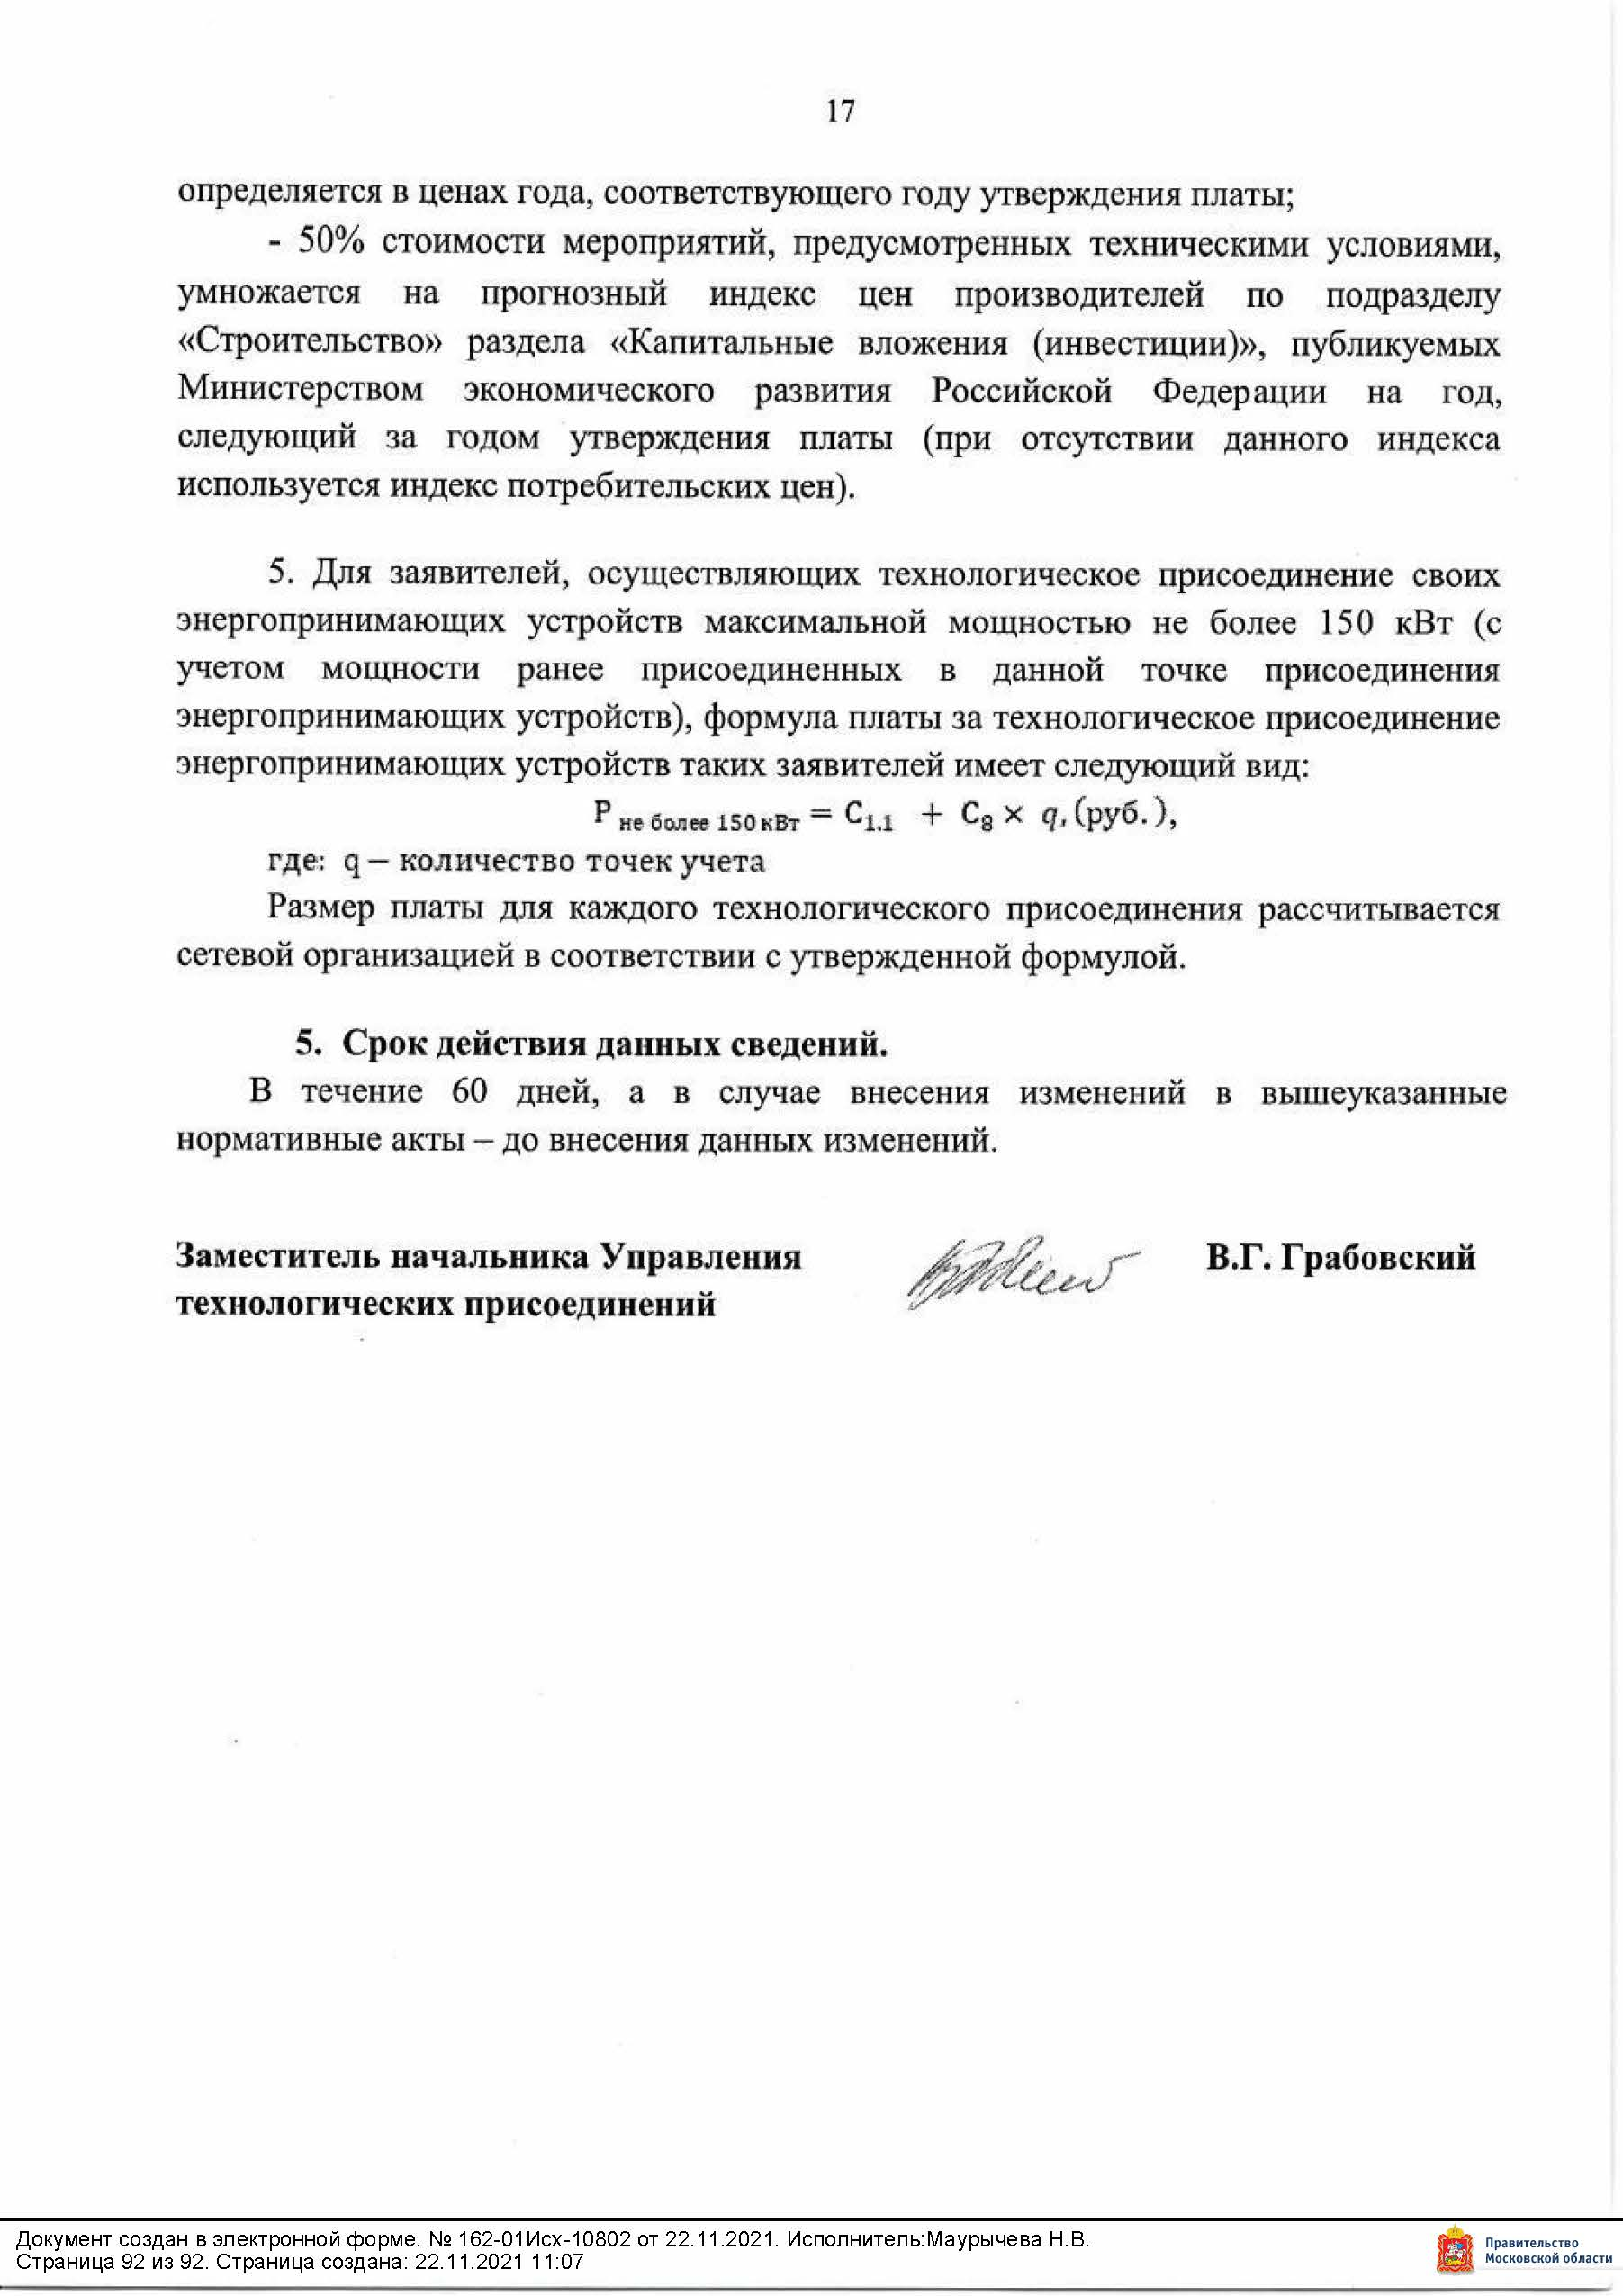 17
определяется в ценах года, соответствующего году утверждения платы;
- 50% стоимости мероприятий, предусмотренных техническими условиями,
умножается на прогнозный индекс цен производителей по подразделу
«Строительство» раздела «Капитальные вложения (инвестиции)», публикуемых
Министерством экономического развития Российской Федерации на год,
следующий за годом утверждения платы (при отсутствии данного индекса
используется индекс потребительских цен).
5. Для заявителей, осуществляющих технологическое присоединение своих
энергопринимающих устройств максимальной мощностью не более 150 кВт (с
учетом мощности ранее присоединенных в данной точке присоединения
энергопринимающих устройств), формула платы за технологическое присоединение
энергопринимающих устройств таких заявителей имеет следующий вид:
P не более 150 кВт = C1.1 + C8 × q, (руб.),
где: q – количество точек учета
Размер платы для каждого технологического присоединения рассчитывается
сетевой организацией в соответствии с утвержденной формулой.
5. Срок действия данных сведений.
В течение 60 дней, а в случае внесения изменений в вышеуказанные
нормативные акты – до внесения данных изменений.
Заместитель начальника Управления В.Г. Грабовский
технологических присоединений
Документ создан в электронной форме. № 162-01Исх-10802 от 22.11.2021. Исполнитель:Маурычева Н.В.
Страница 92 из 92. Страница создана: 22.11.2021 11:07
Правительство
Московской области